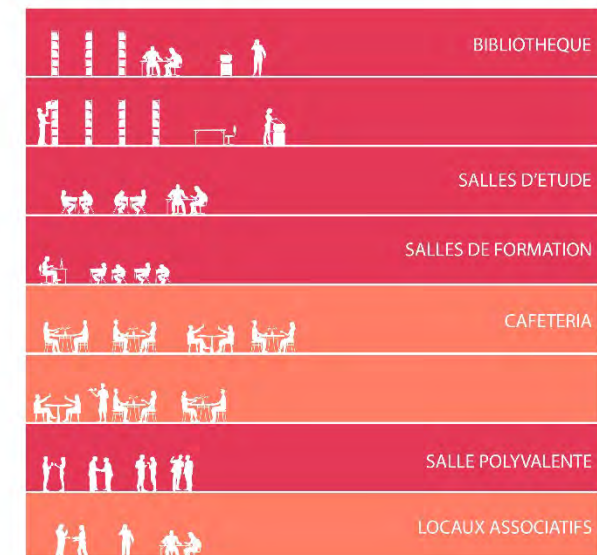 BIBLIOTHEQUE
SALLES D'ETUDE
SALLES DE FORMATION
CAFETERIA
SALLE POLYVALENTE
LOCAUX ASSOCIATIFS